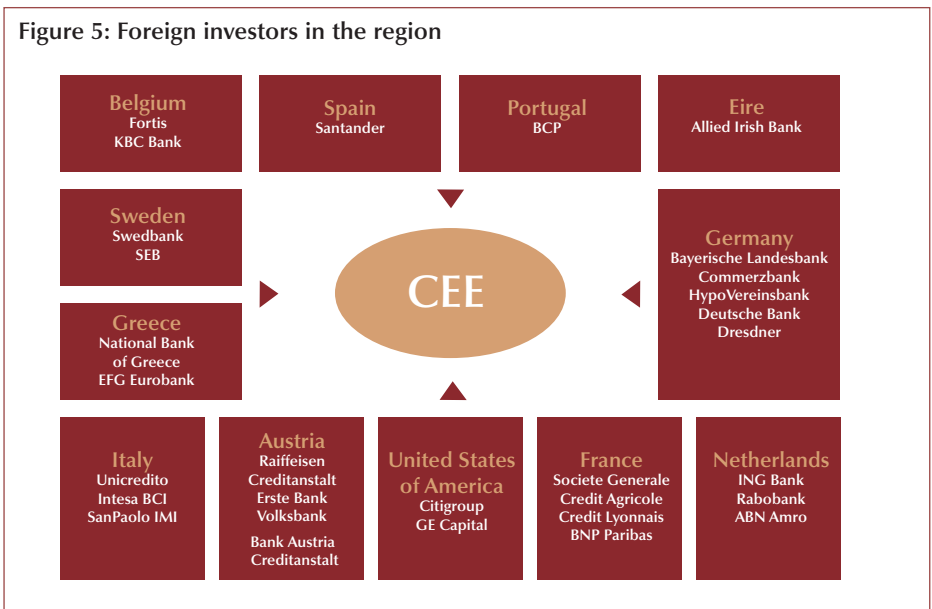 Figure 5: Foreign investors in the region
Belgium
Fortis
KBC Bank
Spain
Santander
Portugal
BCP
Eire
Allied Irish Bank
Sweden
Swedbank
SEB
Greece
National Bank
of Greece
EFG Eurobank
CEE
Germany
Bayerische Landesbank
Commerzbank
HypoVereinsbank
Deutsche Bank
Dresdner
Italy
Unicredito
Intesa BCI
SanPaolo IMI
Austria
Raiffeisen
Creditanstalt
Erste Bank
Volksbank
Bank Austria
Creditanstalt
United States
of America
Citigroup
GE Capital
France
Societe Generale
Credit Agricole
Credit Lyonnais
BNP Paribas
Netherlands
ING Bank
Rabobank
ABN Amro